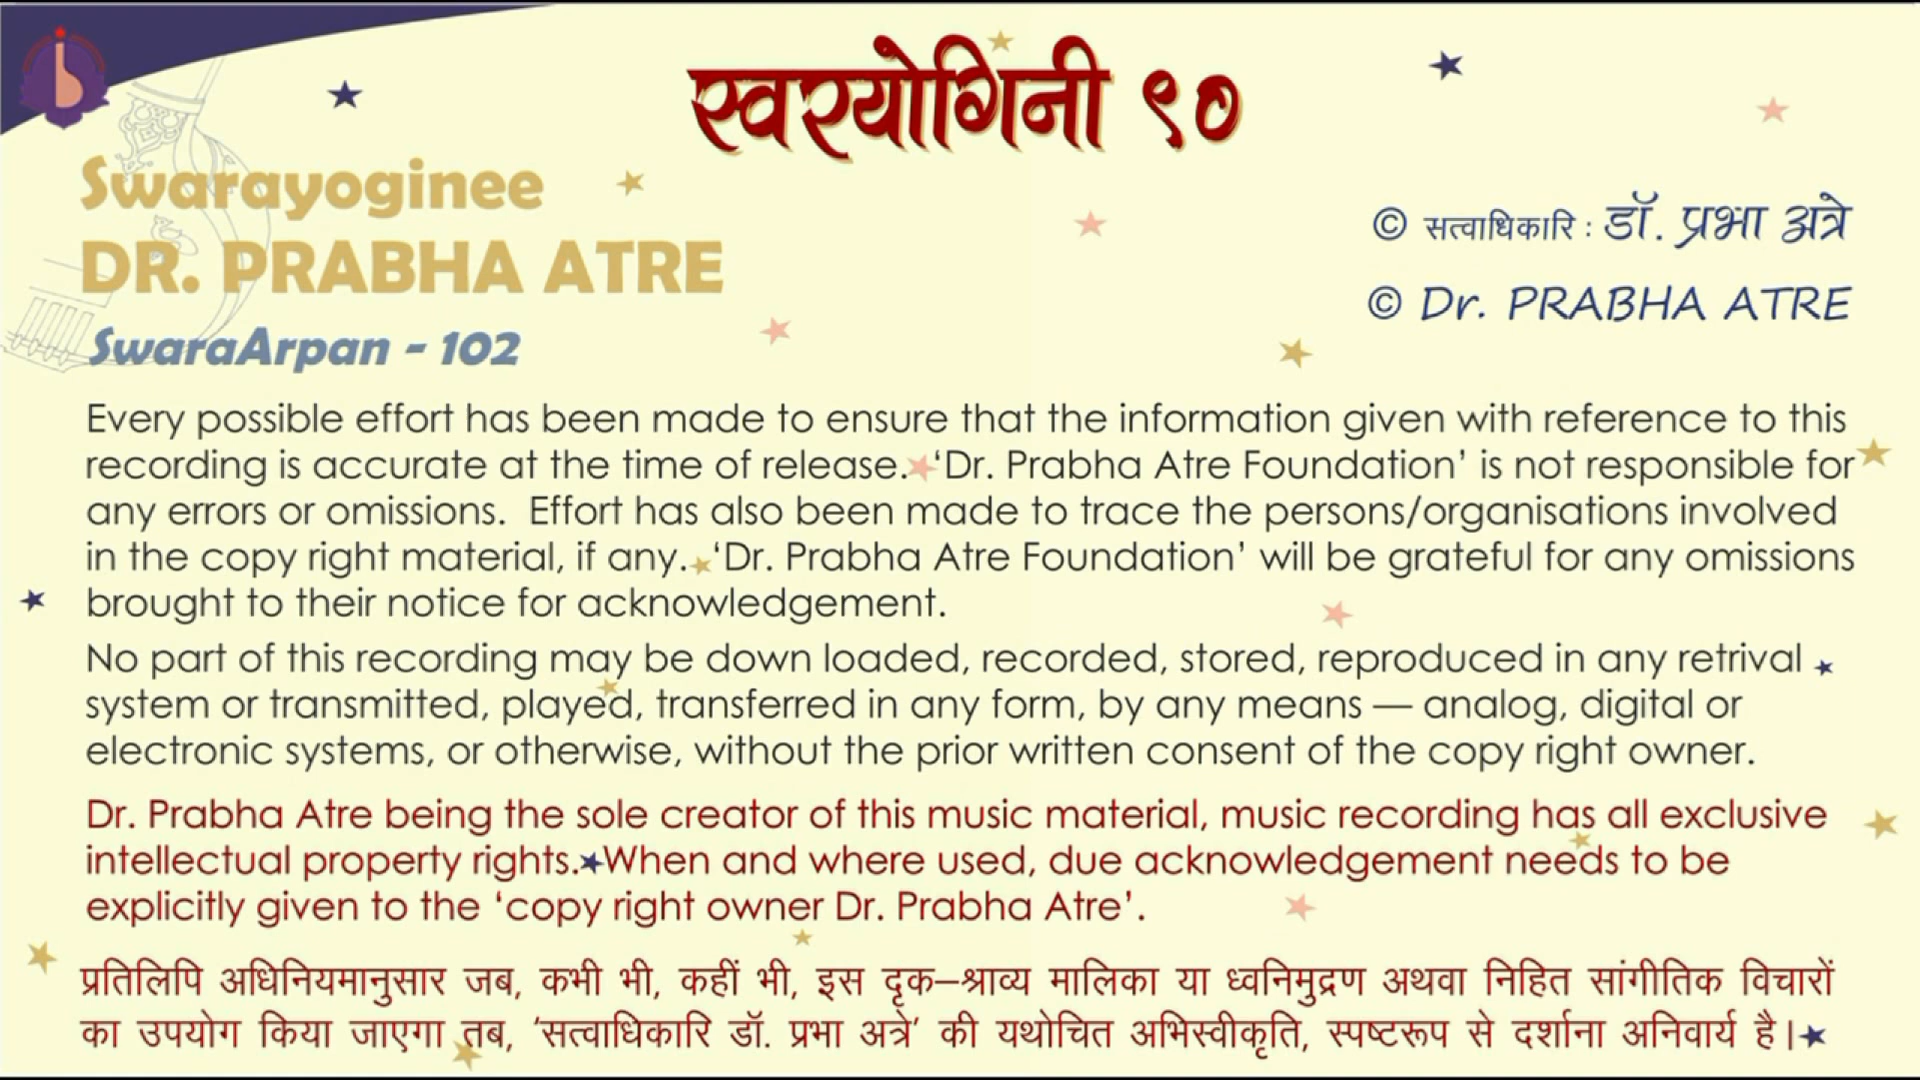 स्वरयोगिनी ९०
Swarayoginee
DR. PRABHA ATRE
SwaraArpan - 102
© सत्वाधिकारि : डॉ. प्रभा अत्रे
© Dr. PRABHA ATRE
Every possible effort has been made to ensure that the information given with reference to this
recording is accurate at the time of release. ‘Dr. Prabha Atre Foundation’ is not responsible for
any errors or omissions. Effort has also been made to trace the persons/organisations involved
in the copy right material, if any. ‘Dr. Prabha Atre Foundation’ will be grateful for any omissions
brought to their notice for acknowledgement.
No part of this recording may be down loaded, recorded, stored, reproduced in any retrival
system or transmitted, played, transferred in any form, by any means — analog, digital or
electronic systems, or otherwise, without the prior written consent of the copy right owner.
Dr. Prabha Atre being the sole creator of this music material, music recording has all exclusive
intellectual property rights. When and where used, due acknowledgement needs to be
explicitly given to the ‘copy right owner Dr. Prabha Atre’.
प्रतिलिपि अधिनियमानुसार जब, कभी भी, कहीं भी, इस दृक–श्राव्य मालिका या ध्वनिमुद्रण अथवा निहित सांगीतिक विचारों
का उपयोग किया जाएगा तब, ‘सत्वाधिकारि डॉ. प्रभा अत्रे’ की यथोचित अभिस्वीकृति, स्पष्टरूप से दर्शाना अनिवार्य है।